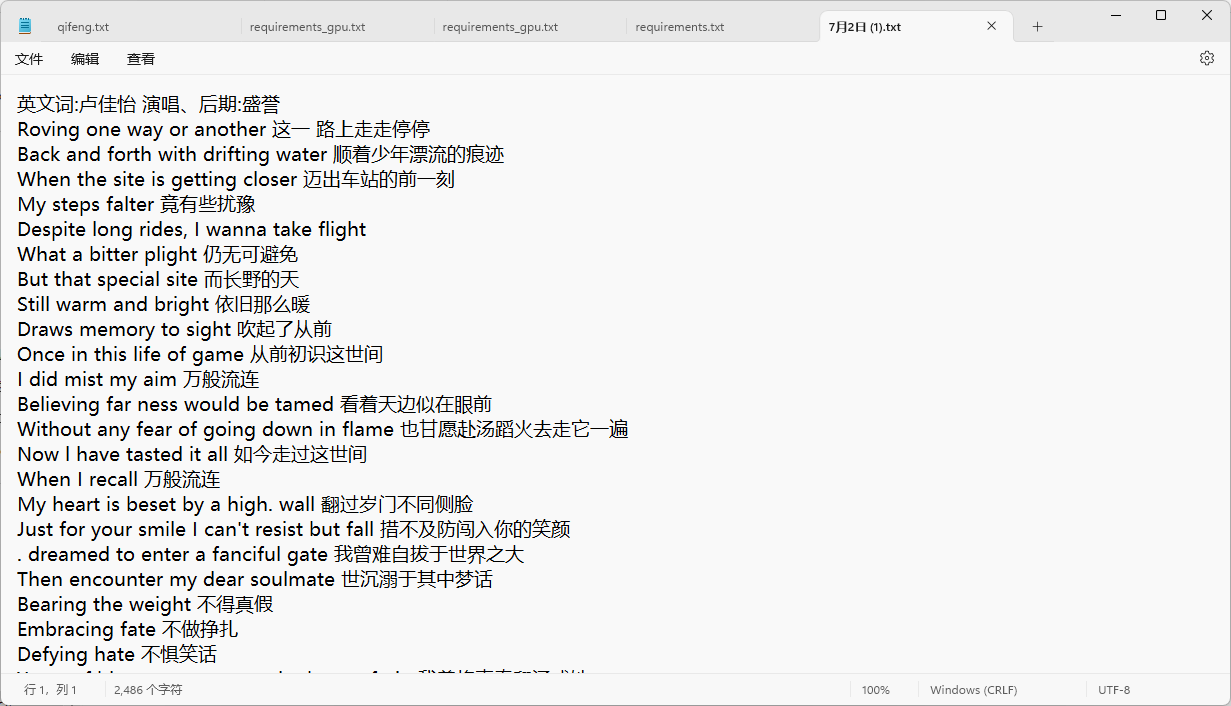 qifeng.txt
requirements_gpu.txt
requirements_gpu.txt
requirements.txt
7月2日 (1).txt
文件 编辑 查看
英文词:卢佳怡 演唱、后期:盛誉
Roving one way or another 这一 路上走走停停
Back and forth with drifting water 顺着少年漂流的痕迹
When the site is getting closer 迈出车站的前一刻
My steps falter 竟有些扰豫
Despite long rides, I wanna take flight
What a bitter plight 仍无可避免
But that special site 而长野的天
Still warm and bright 依旧那么暖
Draws memory to sight 吹起了从前
Once in this life of game 从前初识这世间
I did mist my aim 万般流连
Believing far ness would be tamed 看着天边似在眼前
Without any fear of going down in flame 也甘愿赴汤蹈火去走它一遍
Now l have tasted it all 如今走过这世间
When I recall 万般流连
My heart is beset by a high. wall 翻过岁门不同侧脸
Just for your smile I can't resist but fall 措不及防闯入你的笑颜
. dreamed to enter a fanciful gate 我曾难自拔于世界之大
Then encounter my dear soulmate 世沉溺于其中梦话
Bearing the weight 不得真假
Embracing fate 不做挣扎
Defying hate 不惧笑话
行 1，列 1
2,486 个字符
100%
Windows (CRLF)
UTF-8